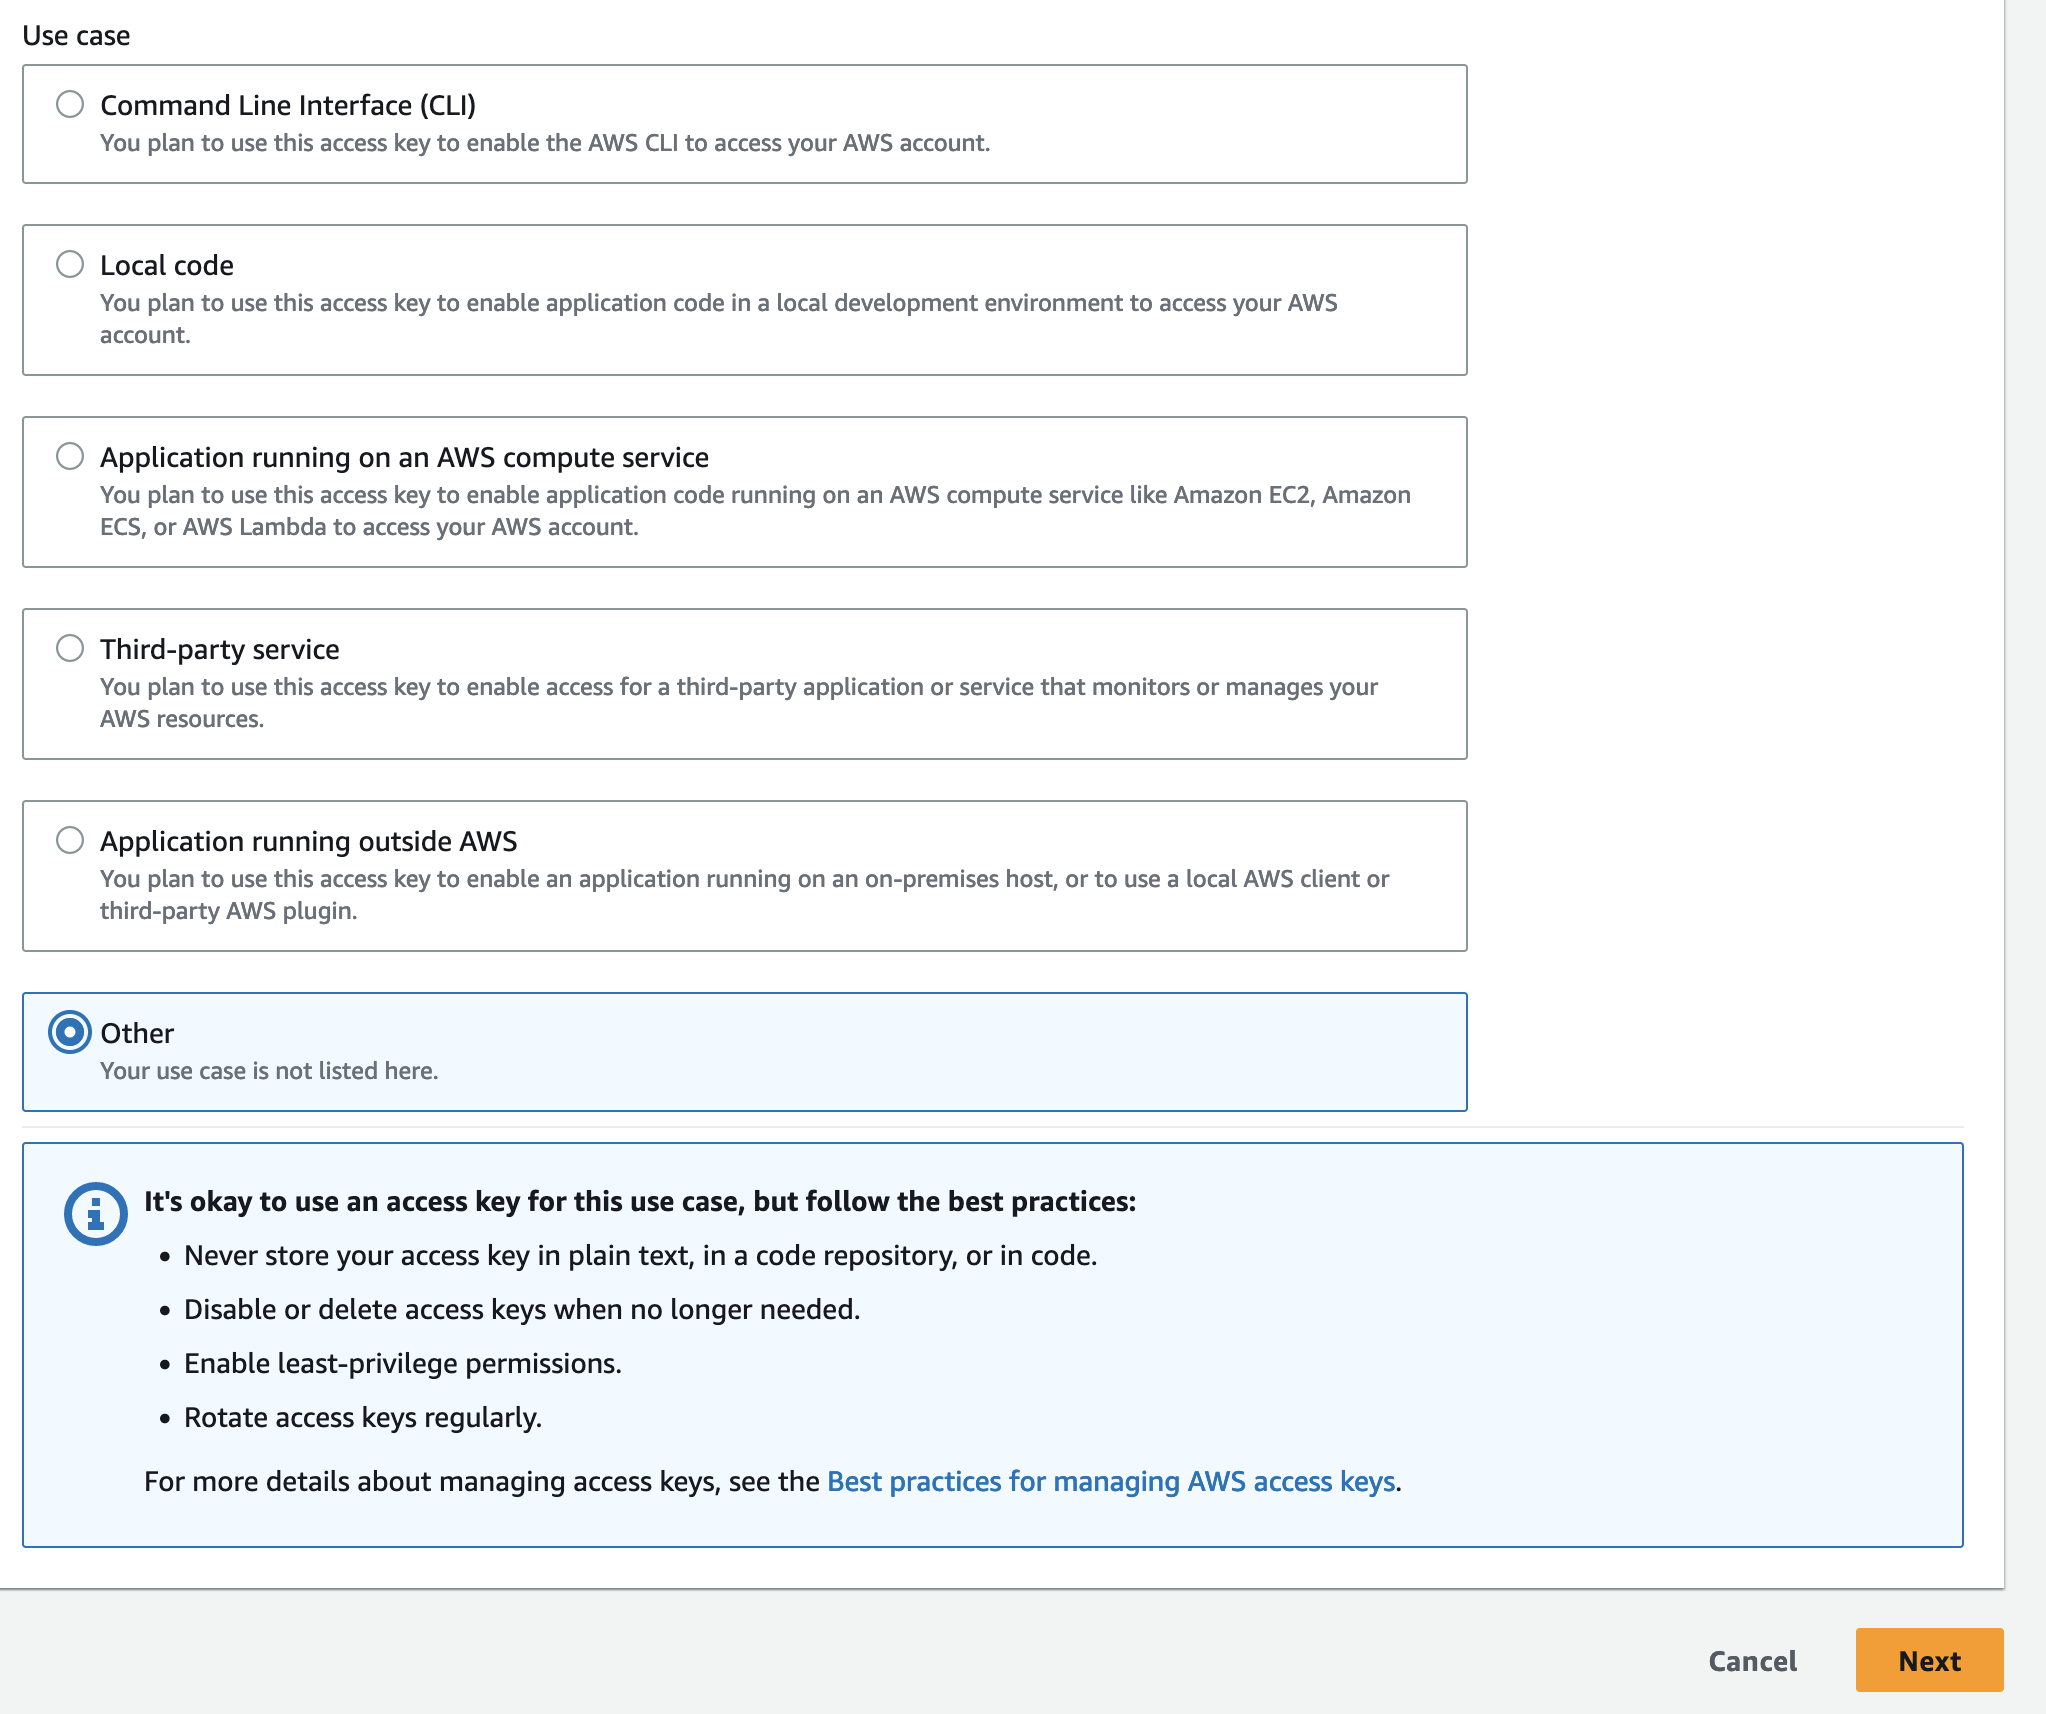 Use case
Command Line Interface (CLI)
You plan to use this access key to enable the AWS CLI to access your AWS account.
Local code
You plan to use this access key to enable application code in a local development environment to access your AWS
account.
Application running on an AWS compute service
You plan to use this access key to enable application code running on an AWS compute service like Amazon EC2, Amazon
ECS, or AWS Lambda to access your AWS account.
Third-party service
You plan to use this access key to enable access for a third-party application or service that monitors or manages your
AWS resources.
Application running outside AWS
You plan to use this access key to enable an application running on an on-premises host, or to use a local AWS client or
third-party AWS plugin.
Other
Your use case is not listed here.
It's okay to use an access key for this use case, but follow the best practices:
• Never store your access key in plain text, in a code repository, or in code.
• Disable or delete access keys when no longer needed.
• Enable least-privilege permissions.
• Rotate access keys regularly.
For more details about managing access keys, see the Best practices for managing AWS access keys.
Cancel
Next